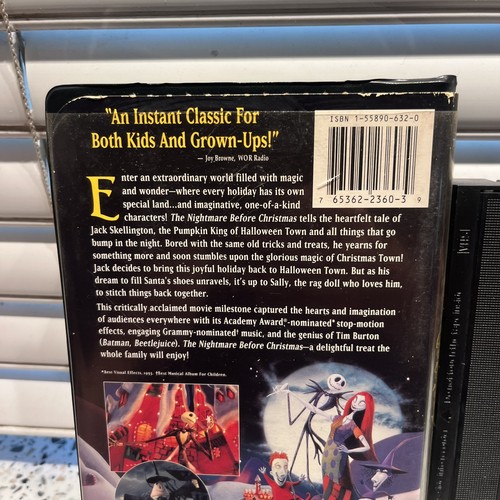 "An Instant Classic For
Both Kids And Grown-Ups!"
— Joy Browne, WOR Radio
ISBN 1-55890-632-0
7 65362-2360-3 9
Enter an extraordinary world filled with magic
and wonder—where every holiday has its own
special land...and imaginative, one-of-a-kind
characters! The Nightmare Before Christmas tells the heartfelt tale of
Jack Skellington, the Pumpkin King of Halloween Town and all things that go
bump in the night. Bored with the same old tricks and treats, he yearns for
something more and soon stumbles upon the glorious magic of Christmas Town!
Jack decides to bring this joyful holiday back to Halloween Town. But as his
dream to fill Santa's shoes unravels, it's up to Sally, the rag doll who loves him,
to stitch things back together.
This critically acclaimed movie milestone captured the hearts and imagination
of audiences everywhere with its Academy Award®-nominated* stop-motion
effects, engaging Grammy-nominated† music, and the genius of Tim Burton
(Batman, Beetlejuice). The Nightmare Before Christmas—a delightful treat the
whole family will enjoy!
*Best Visual Effects, 1993. †Best Musical Album For Children.